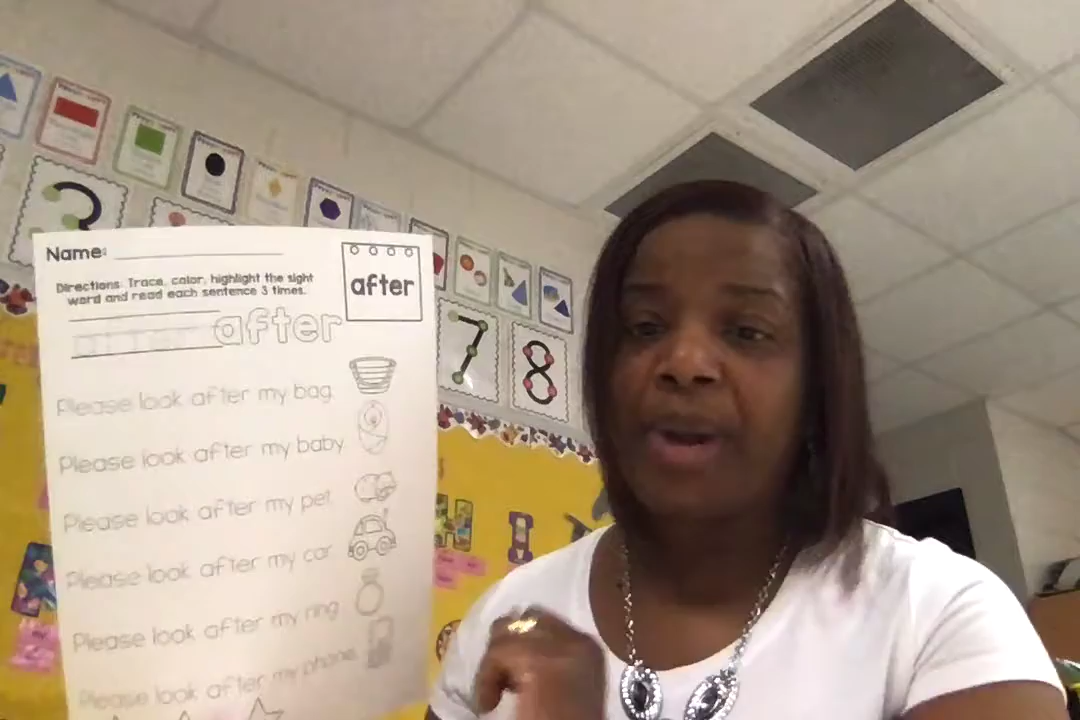 Name:
Directions: Trace, color, highlight the sight
word and read each sentence 3 times.
after
after after
Please look after my bag.
Please look after my baby.
Please look after my pet.
Please look after my car.
Please look after my ring.
Please look after my phone.
3
7
8
H
I